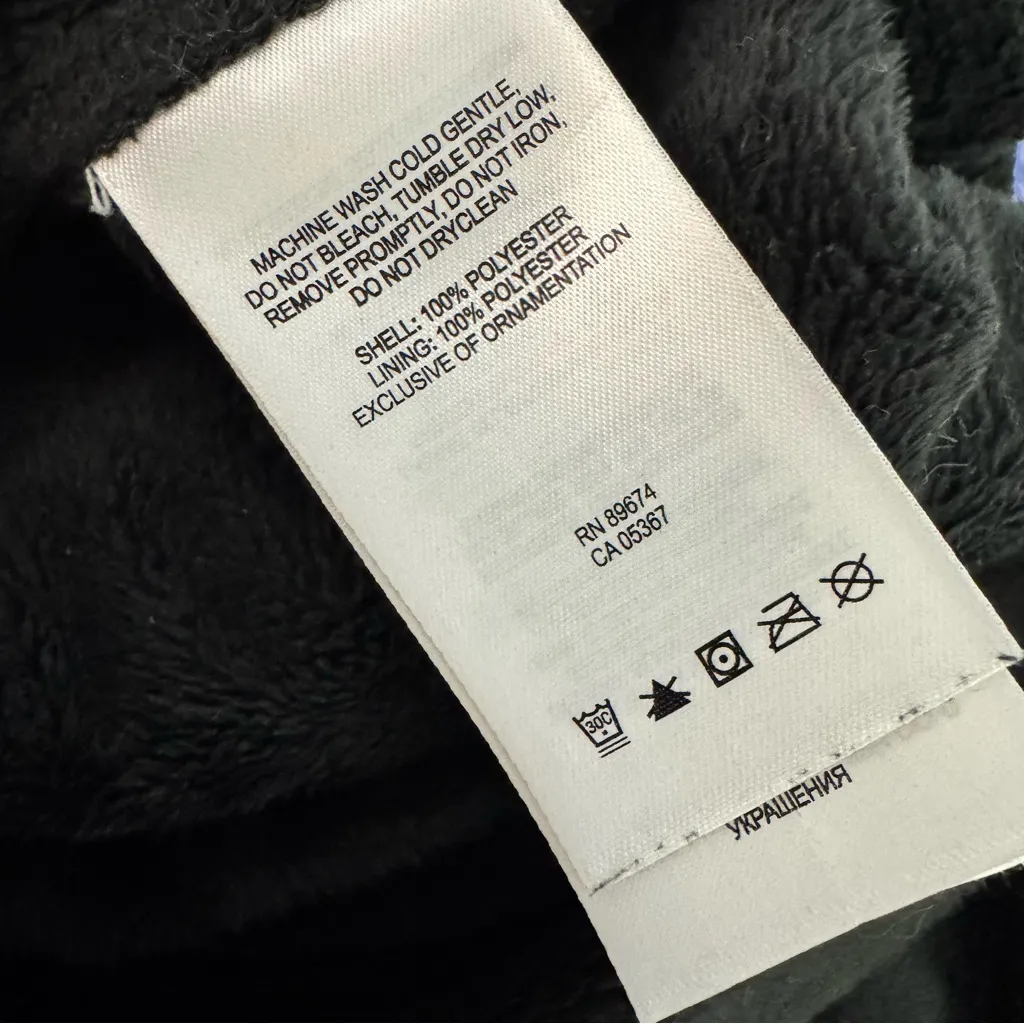 MACHINE WASH COLD GENTLE,
DO NOT BLEACH, TUMBLE DRY LOW,
REMOVE PROMPTLY, DO NOT IRON,
DO NOT DRYCLEAN
SHELL: 100% POLYESTER
LINING: 100% POLYESTER
EXCLUSIVE OF ORNAMENTATION
RN 89674
CA 05367
30C
УКРАШЕНИЯ